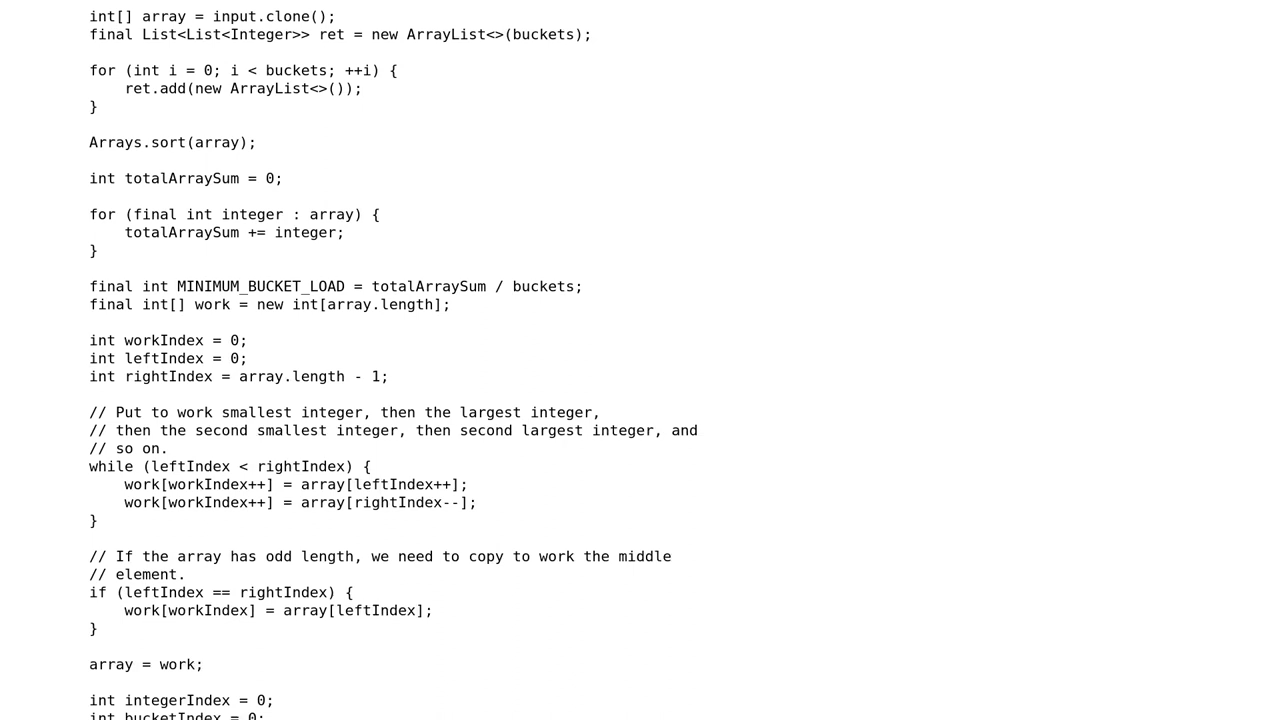 int[] array = input.clone();
final List<List<Integer>> ret = new ArrayList<>(buckets);
for (int i = 0; i < buckets; ++i) {
    ret.add(new ArrayList<>());
}
Arrays.sort(array);
int totalArraySum = 0;
for (final int integer : array) {
    totalArraySum += integer;
}
final int MINIMUM_BUCKET_LOAD = totalArraySum / buckets;
final int[] work = new int[array.length];
int workIndex = 0;
int leftIndex = 0;
int rightIndex = array.length - 1;
// Put to work smallest integer, then the largest integer,
// then the second smallest integer, then second largest integer, and
// so on.
while (leftIndex < rightIndex) {
    work[workIndex++] = array[leftIndex++];
    work[workIndex++] = array[rightIndex--];
}
// If the array has odd length, we need to copy to work the middle
// element.
if (leftIndex == rightIndex) {
    work[workIndex] = array[leftIndex];
}
array = work;
int integerIndex = 0;
int bucketIndex = 0;